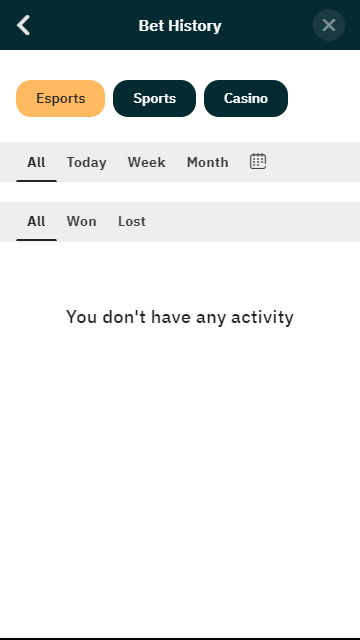 Bet History
Esports Sports Casino
All Today Week Month
All Won Lost
You don't have any activity